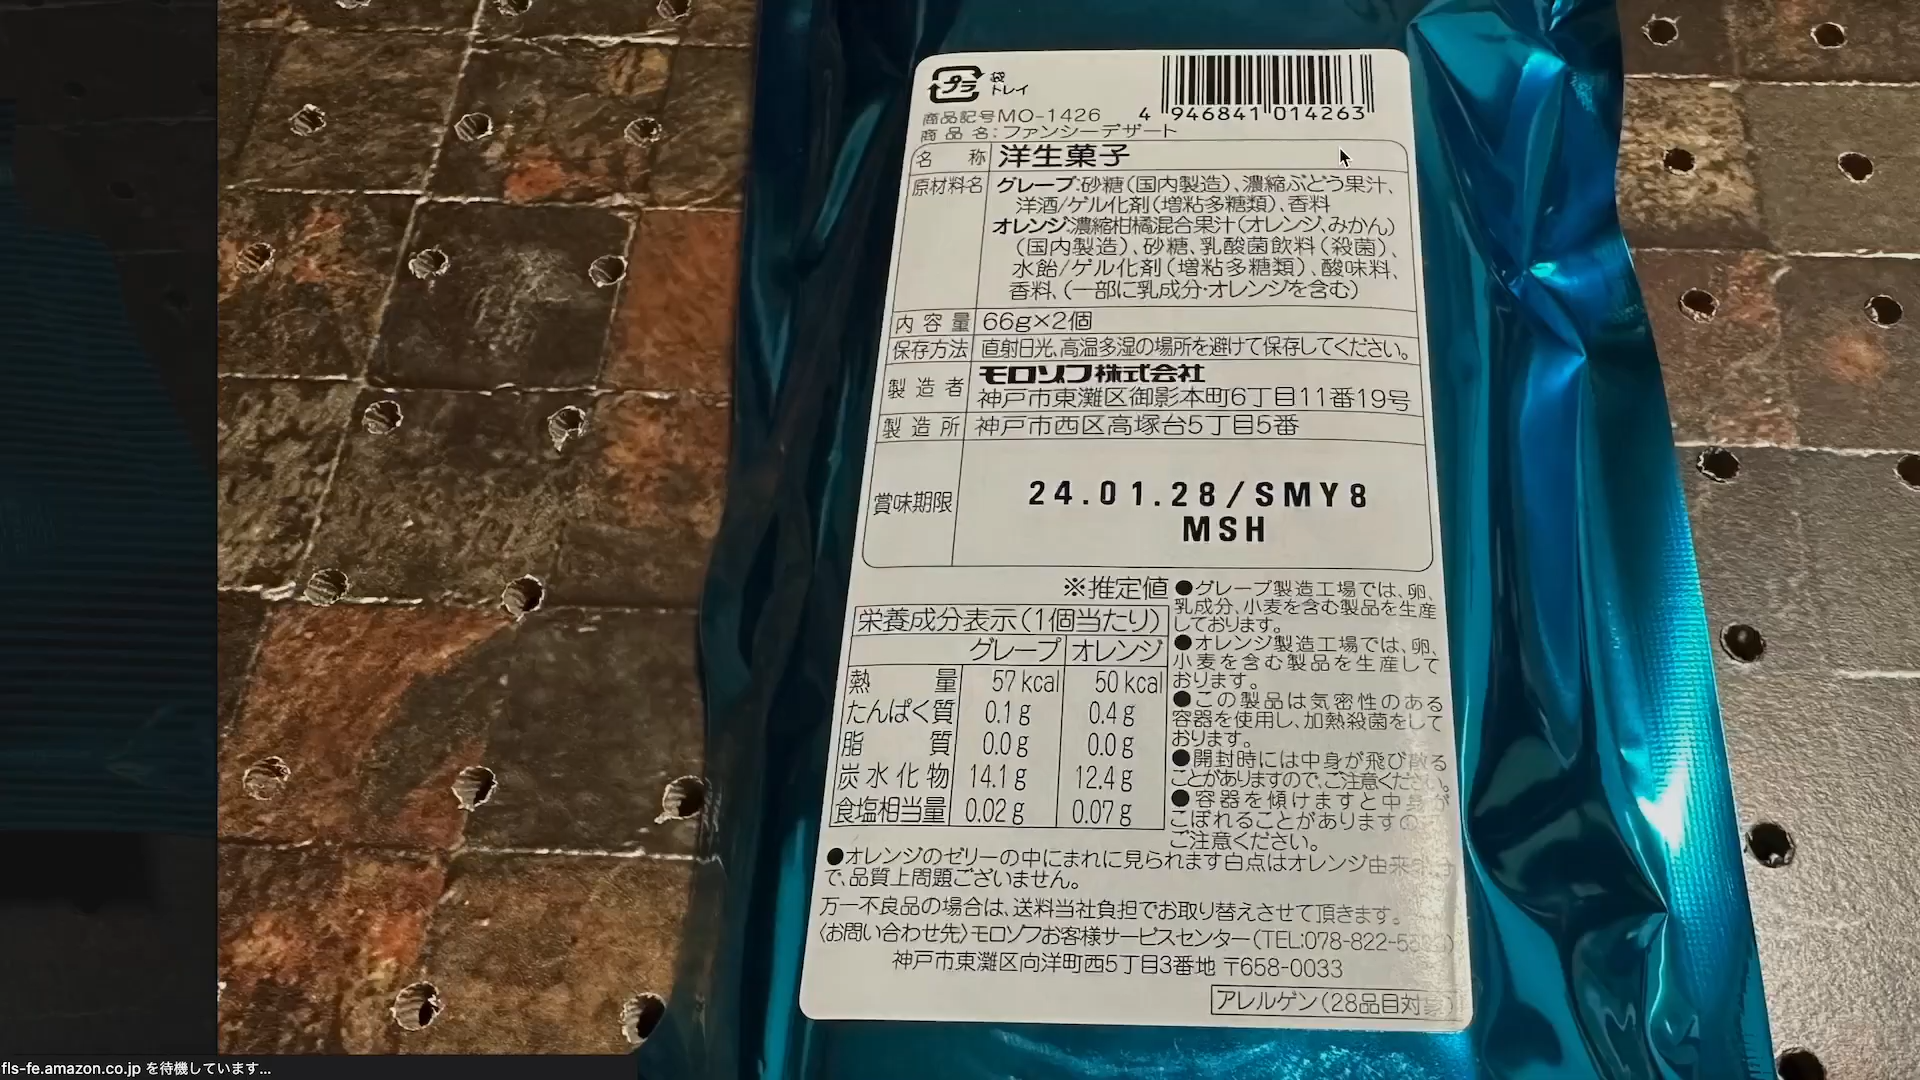 プラ
袋
トレイ
4 946841 014263
商品記号MO-1426
商品名:ファンシーデザート
名称 洋生菓子
原材料名 グレープ:砂糖(国内製造)、濃縮ぶどう果汁、
洋酒/ゲル化剤(増粘多糖類)、香料
オレンジ:濃縮柑橘混合果汁(オレンジ、みかん)
(国内製造)、砂糖、乳酸菌飲料(殺菌)、
水飴/ゲル化剤(増粘多糖類)、酸味料、
香料、(一部に乳成分・オレンジを含む)
内容量 66g×2個
保存方法 直射日光、高温多湿の場所を避けて保存してください。
製造者 モロゾフ株式会社
神戸市東灘区御影本町6丁目11番19号
製造所 神戸市西区高塚台5丁目5番
賞味期限 24.01.28/SMY8
MSH
※推定値
栄養成分表示(1個当たり)
グレープ オレンジ
熱量 57kcal 50kcal
たんぱく質 0.1g 0.4g
脂質 0.0g 0.0g
炭水化物 14.1g 12.4g
食塩相当量 0.02g 0.07g
●グレープ製造工場では、卵、
乳成分、小麦を含む製品を生産
しております。
●オレンジ製造工場では、卵、
小麦を含む製品を生産して
おります。
●この製品は気密性のある
容器を使用し、加熱殺菌をして
おります。
●開封時には中身が飛び散る
ことがありますので、ご注意ください。
●容器を傾けますと中身が
こぼれることがありますの
ご注意ください。
●オレンジのゼリーの中にまれに見られます白点はオレンジ由来
で、品質上問題ございません。
万一不良品の場合は、送料当社負担でお取り替えさせて頂きます。
〈お問い合わせ先〉モロゾフお客様サービスセンター(TEL:078-822-5
神戸市東灘区向洋町西5丁目3番地 〒658-0033
アレルゲン(28品目対象)
fls-fe.amazon.co.jp を待機しています...